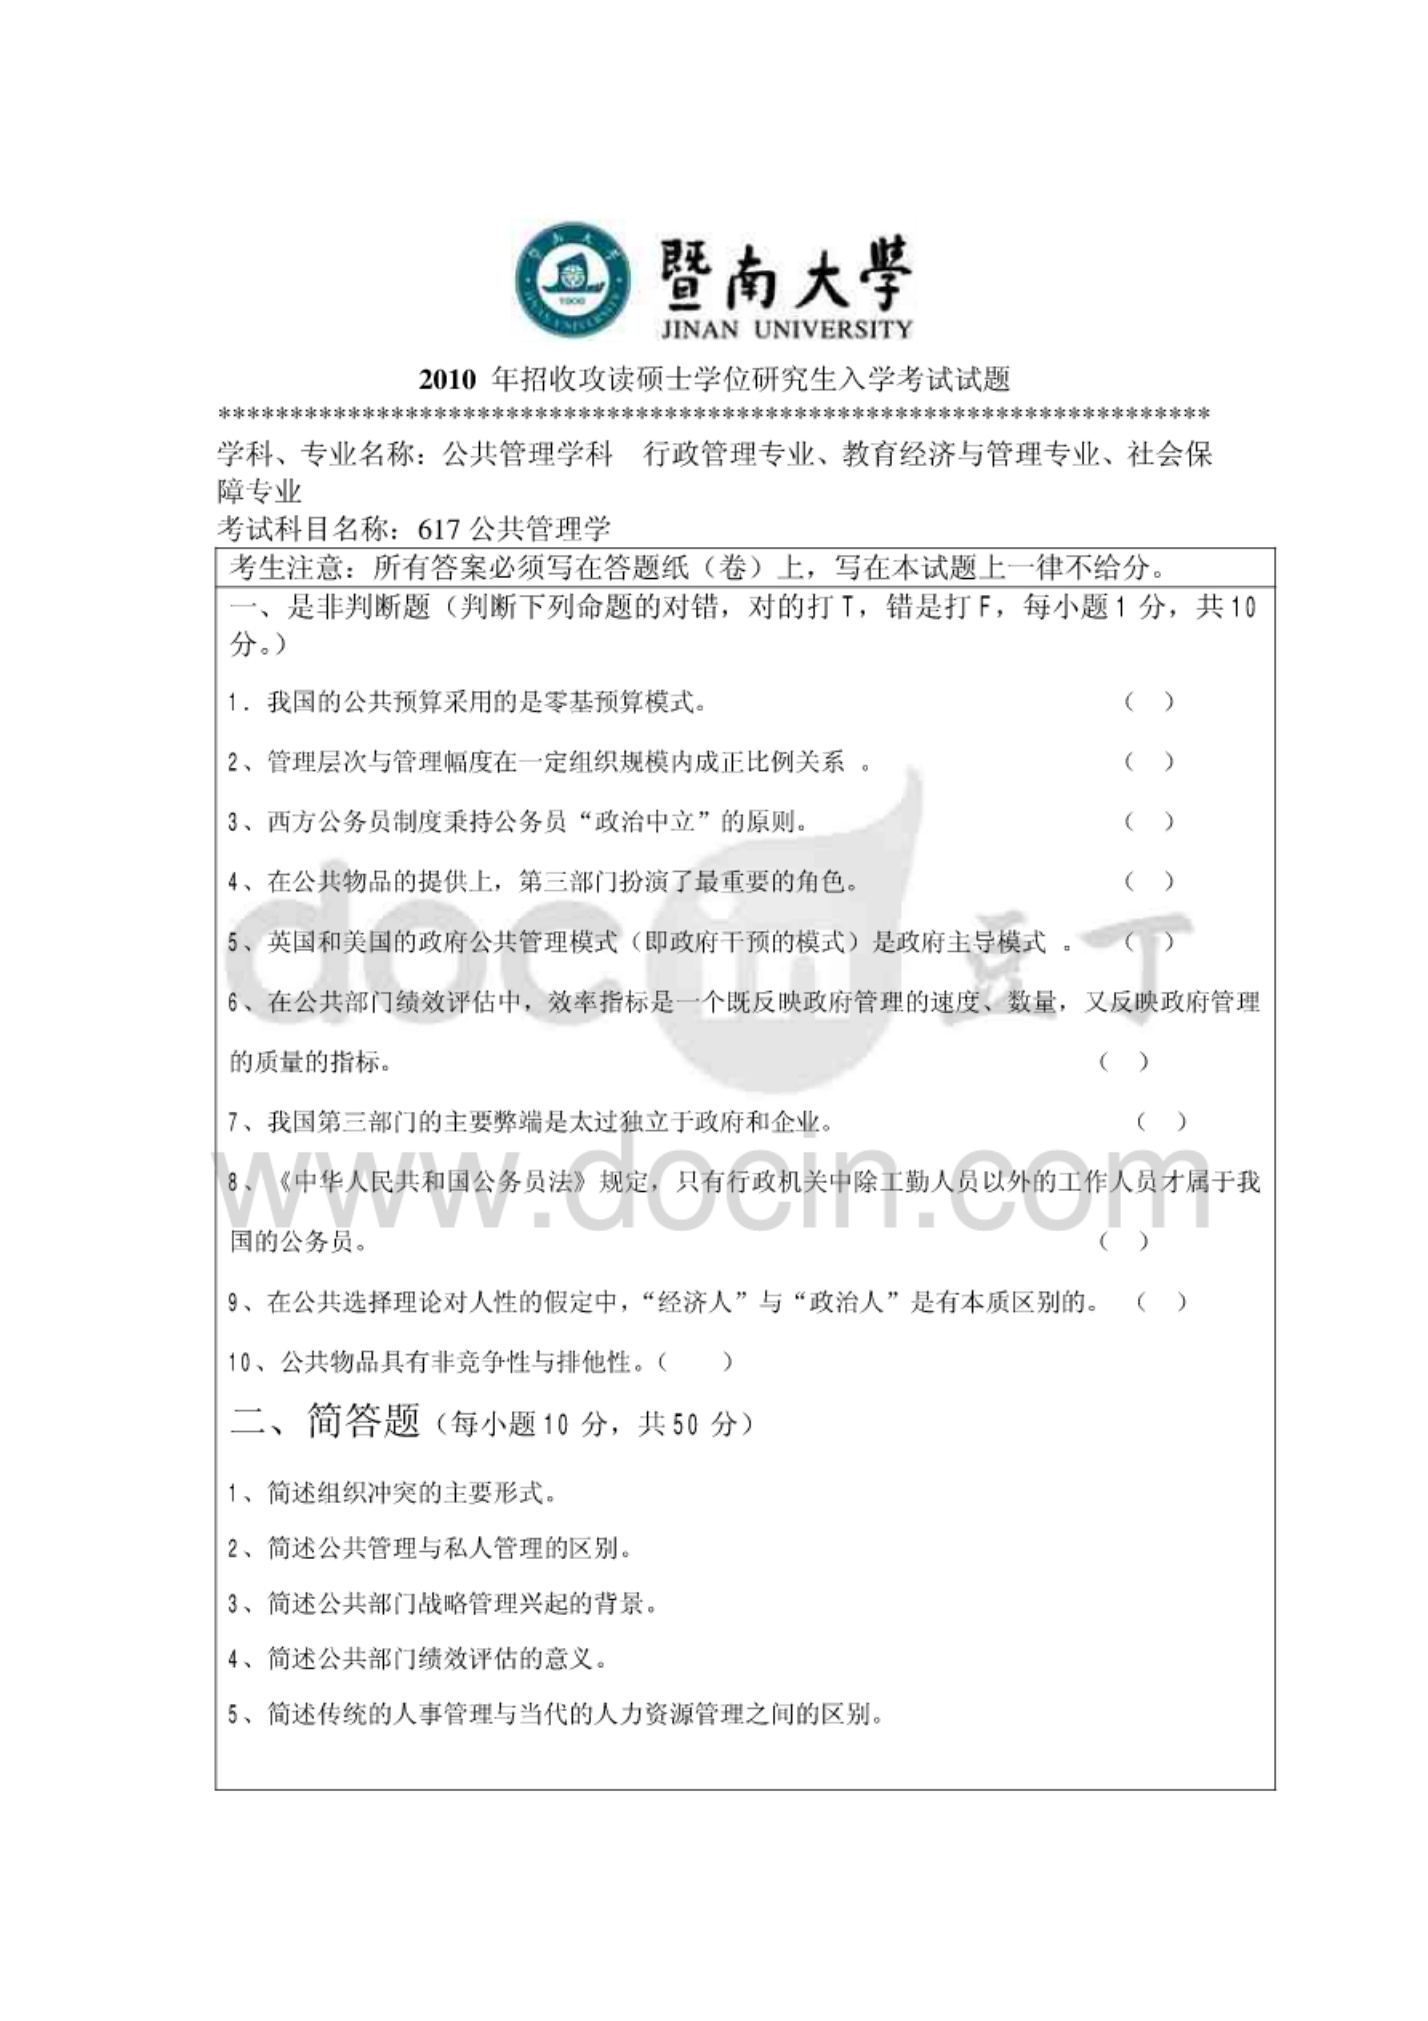 暨南大学
JINAN UNIVERSITY
2010 年招收攻读硕士学位研究生入学考试试题
*********************************************************************
学科、专业名称：公共管理学科　行政管理专业、教育经济与管理专业、社会保
障专业
考试科目名称：617 公共管理学
考生注意：所有答案必须写在答题纸（卷）上，写在本试题上一律不给分。
一、是非判断题（判断下列命题的对错，对的打 T，错是打 F，每小题 1 分，共 10
分。）
1．我国的公共预算采用的是零基预算模式。（ ）
2、管理层次与管理幅度在一定组织规模内成正比例关系 。（ ）
3、西方公务员制度秉持公务员“政治中立”的原则。（ ）
4、在公共物品的提供上，第三部门扮演了最重要的角色。（ ）
5、英国和美国的政府公共管理模式（即政府干预的模式）是政府主导模式 。（ ）
6、在公共部门绩效评估中，效率指标是一个既反映政府管理的速度、数量，又反映政府管理
的质量的指标。（ ）
7、我国第三部门的主要弊端是太过独立于政府和企业。（ ）
8、《中华人民共和国公务员法》规定，只有行政机关中除工勤人员以外的工作人员才属于我
国的公务员。（ ）
9、在公共选择理论对人性的假定中，“经济人”与“政治人”是有本质区别的。（ ）
10、公共物品具有非竞争性与排他性。（ ）
二、简答题（每小题 10 分，共 50 分）
1、简述组织冲突的主要形式。
2、简述公共管理与私人管理的区别。
3、简述公共部门战略管理兴起的背景。
4、简述公共部门绩效评估的意义。
5、简述传统的人事管理与当代的人力资源管理之间的区别。
docin 豆丁
www.docin.com